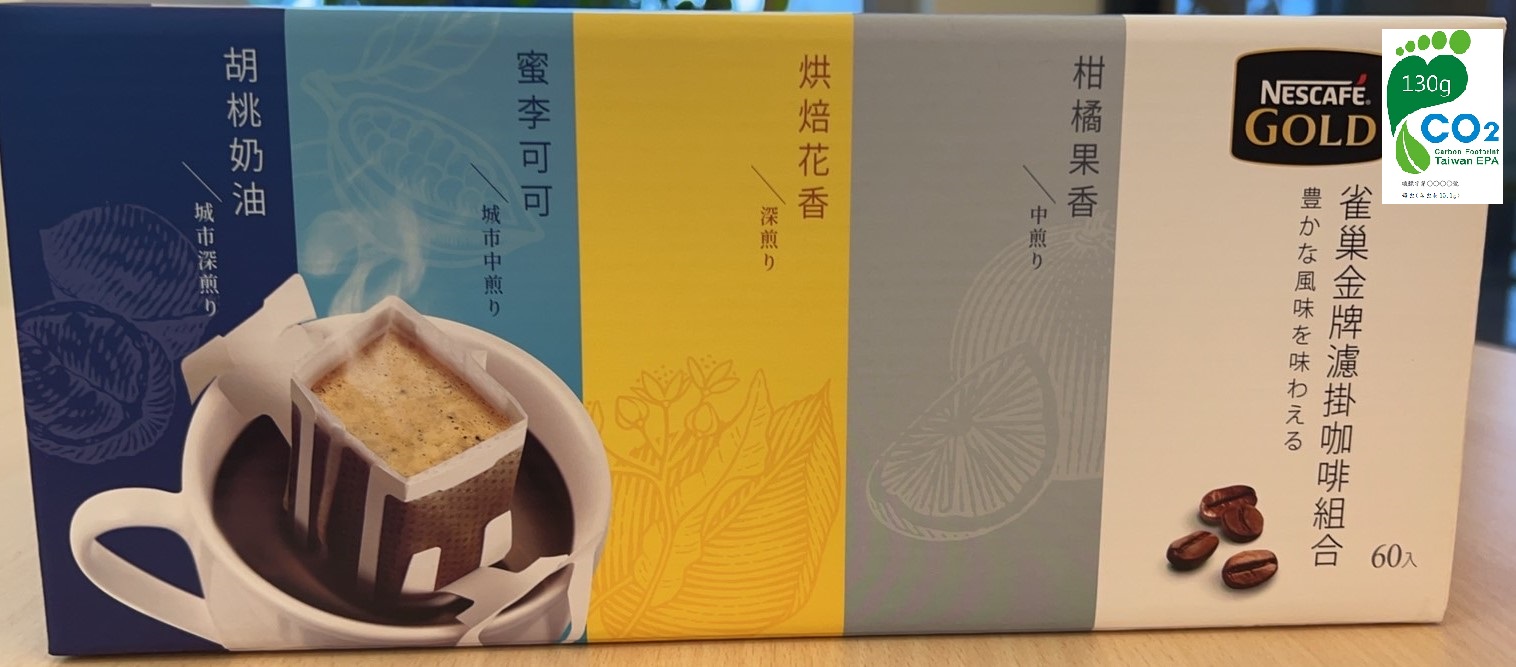 胡桃奶油
城市深煎り
蜜李可可
城市中煎り
烘焙花香
深煎り
柑橘果香
中煎り
NESCAFÉ®
GOLD
雀巢金牌濾掛咖啡組合
豊かな風味を味わえる
60入
130g
CO2
Carbon Footprint
Taiwan EPA